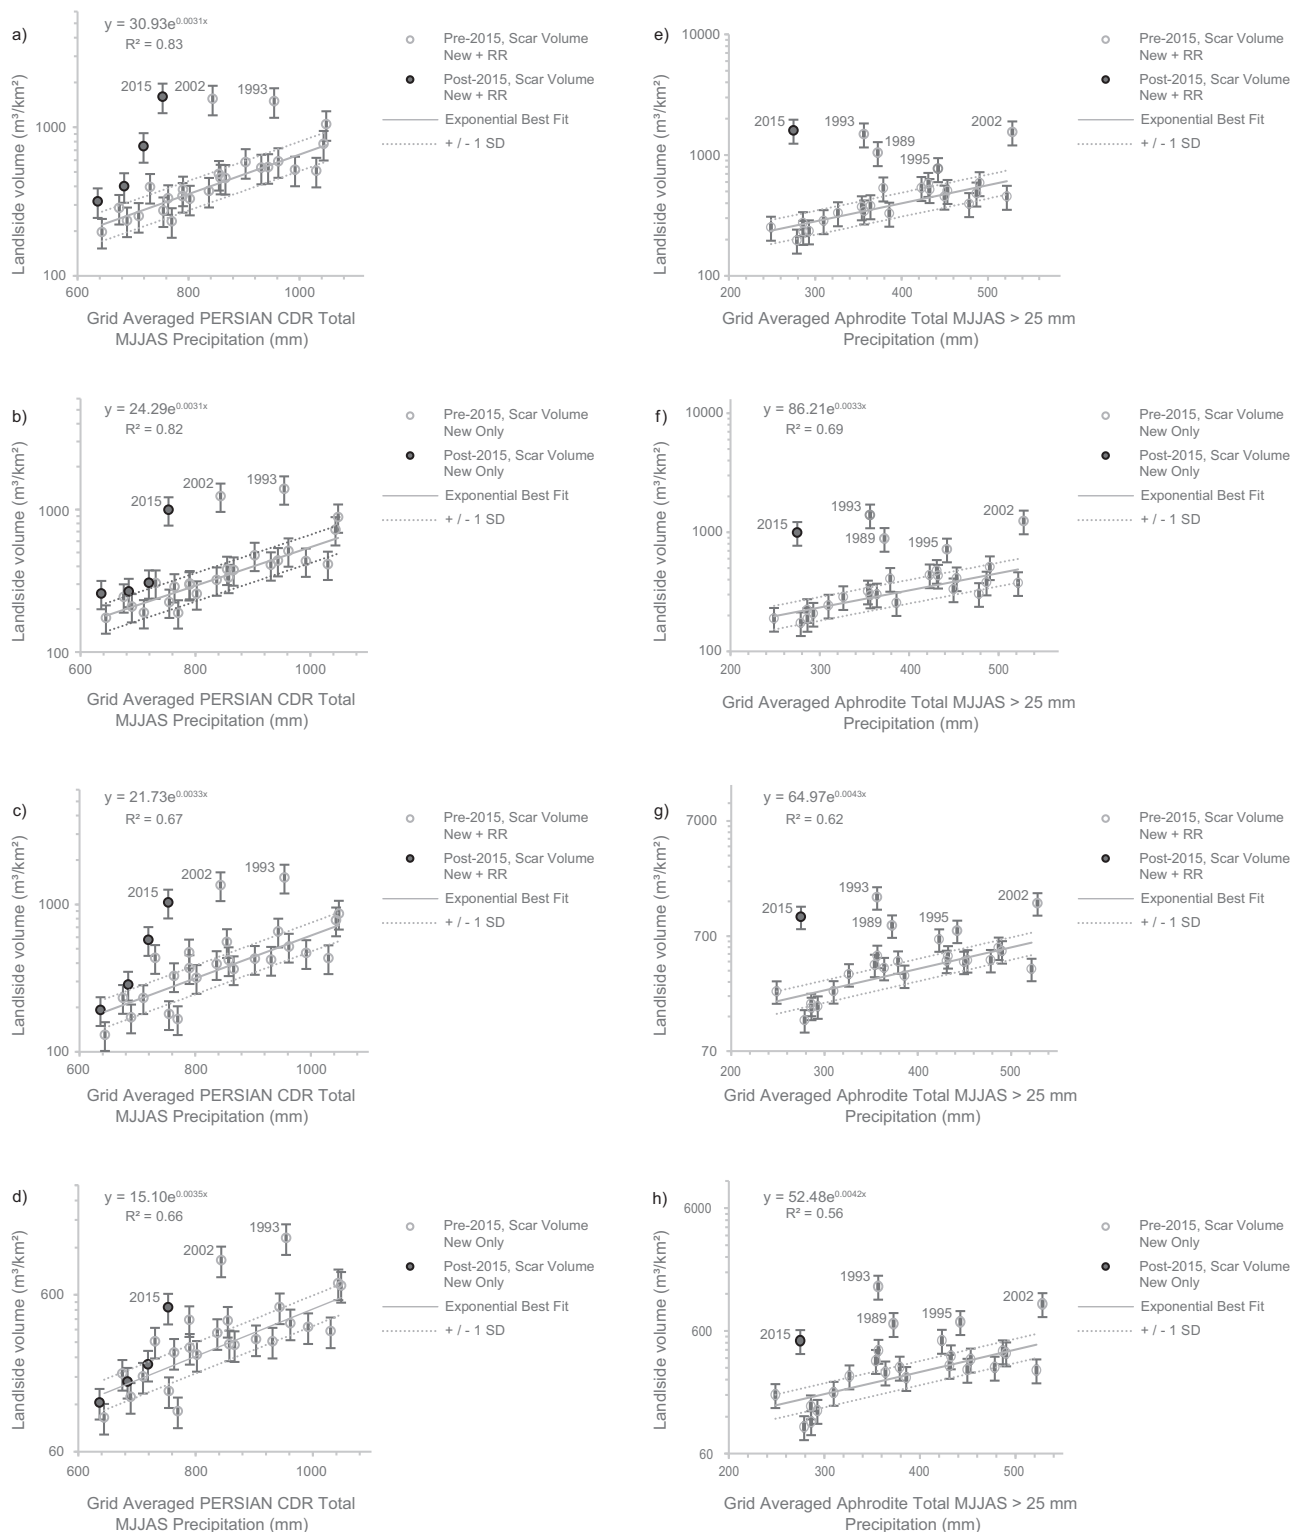 a)
y = 30.93e^0.0031x
R² = 0.83
2015
2002
1993
1000
100
600
800
1000
Landlside volume (m³/km²)
Grid Averaged PERSIAN CDR Total
MJJAS Precipitation (mm)
Pre-2015, Scar Volume
New + RR
Post-2015, Scar Volume
New + RR
Exponential Best Fit
+ / - 1 SD
e)
10000
1000
100
2015
1993
1989
1995
2002
200
300
400
500
Landlside volume (m³/km²)
Grid Averaged Aphrodite Total MJJAS > 25 mm
Precipitation (mm)
Pre-2015, Scar Volume
New + RR
Post-2015, Scar Volume
New + RR
Exponential Best Fit
+ / - 1 SD
b)
y = 24.29e^0.0031x
R² = 0.82
2015
2002
1993
1000
100
600
800
1000
Landlside volume (m³/km²)
Grid Averaged PERSIAN CDR Total
MJJAS Precipitation (mm)
Pre-2015, Scar Volume
New Only
Post-2015, Scar Volume
New Only
Exponential Best Fit
+ / - 1 SD
f)
y = 86.21e^0.0033x
R² = 0.69
10000
1000
100
2015
1993
1989
1995
2002
200
300
400
500
Landlside volume (m³/km²)
Grid Averaged Aphrodite Total MJJAS > 25 mm
Precipitation (mm)
Pre-2015, Scar Volume
New Only
Post-2015, Scar Volume
New Only
Exponential Best Fit
+ / - 1 SD
c)
y = 21.73e^0.0033x
R² = 0.67
2015
2002
1993
1000
100
600
800
1000
Landlside volume (m³/km²)
Grid Averaged PERSIAN CDR Total
MJJAS Precipitation (mm)
Pre-2015, Scar Volume
New + RR
Post-2015, Scar Volume
New + RR
Exponential Best Fit
+ / - 1 SD
g)
y = 64.97e^0.0043x
R² = 0.62
7000
700
70
2015
1993
1989
1995
2002
200
300
400
500
Landlside volume (m³/km²)
Grid Averaged Aphrodite Total MJJAS > 25 mm
Precipitation (mm)
Pre-2015, Scar Volume
New + RR
Post-2015, Scar Volume
New + RR
Exponential Best Fit
+ / - 1 SD
d)
y = 15.10e^0.0035x
R² = 0.66
2015
2002
1993
600
60
600
800
1000
Landlside volume (m³/km²)
Grid Averaged PERSIAN CDR Total
MJJAS Precipitation (mm)
Pre-2015, Scar Volume
New Only
Post-2015, Scar Volume
New Only
Exponential Best Fit
+ / - 1 SD
h)
y = 52.48e^0.0042x
R² = 0.56
6000
600
60
2015
1993
1989
1995
2002
200
300
400
500
Landlside volume (m³/km²)
Grid Averaged Aphrodite Total MJJAS > 25 mm
Precipitation (mm)
Pre-2015, Scar Volume
New Only
Post-2015, Scar Volume
New Only
Exponential Best Fit
+ / - 1 SD